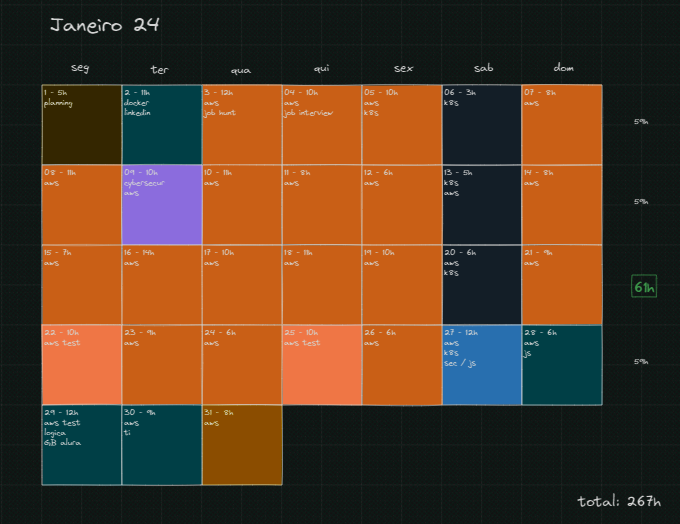 Janeiro 24
seg ter qua qui sex sab dom
1 - 5h
planning
2 - 11h
docker
linkedin
3 - 12h
aws
job hunt
04 - 10h
aws
job interview
05 - 10h
aws
k8s
06 - 3h
k8s
07 - 8h
aws
59h
08 - 11h
aws
09 - 10h
cybersecur
aws
10 - 11h
aws
11 - 8h
aws
12 - 6h
aws
13 - 5h
k8s
aws
14 - 8h
aws
59h
15 - 7h
aws
16 - 14h
aws
17 - 10h
aws
18 - 11h
aws
19 - 10h
aws
20 - 6h
aws
k8s
21 - 9h
aws
61h
22 - 10h
aws test
23 - 9h
aws
24 - 6h
aws
25 - 10h
aws test
26 - 6h
aws
27 - 12h
aws
k8s
sec / js
28 - 6h
aws
js
59h
29 - 12h
aws test
logica
GB alura
30 - 9h
aws
ti
31 - 8h
aws
total: 267h